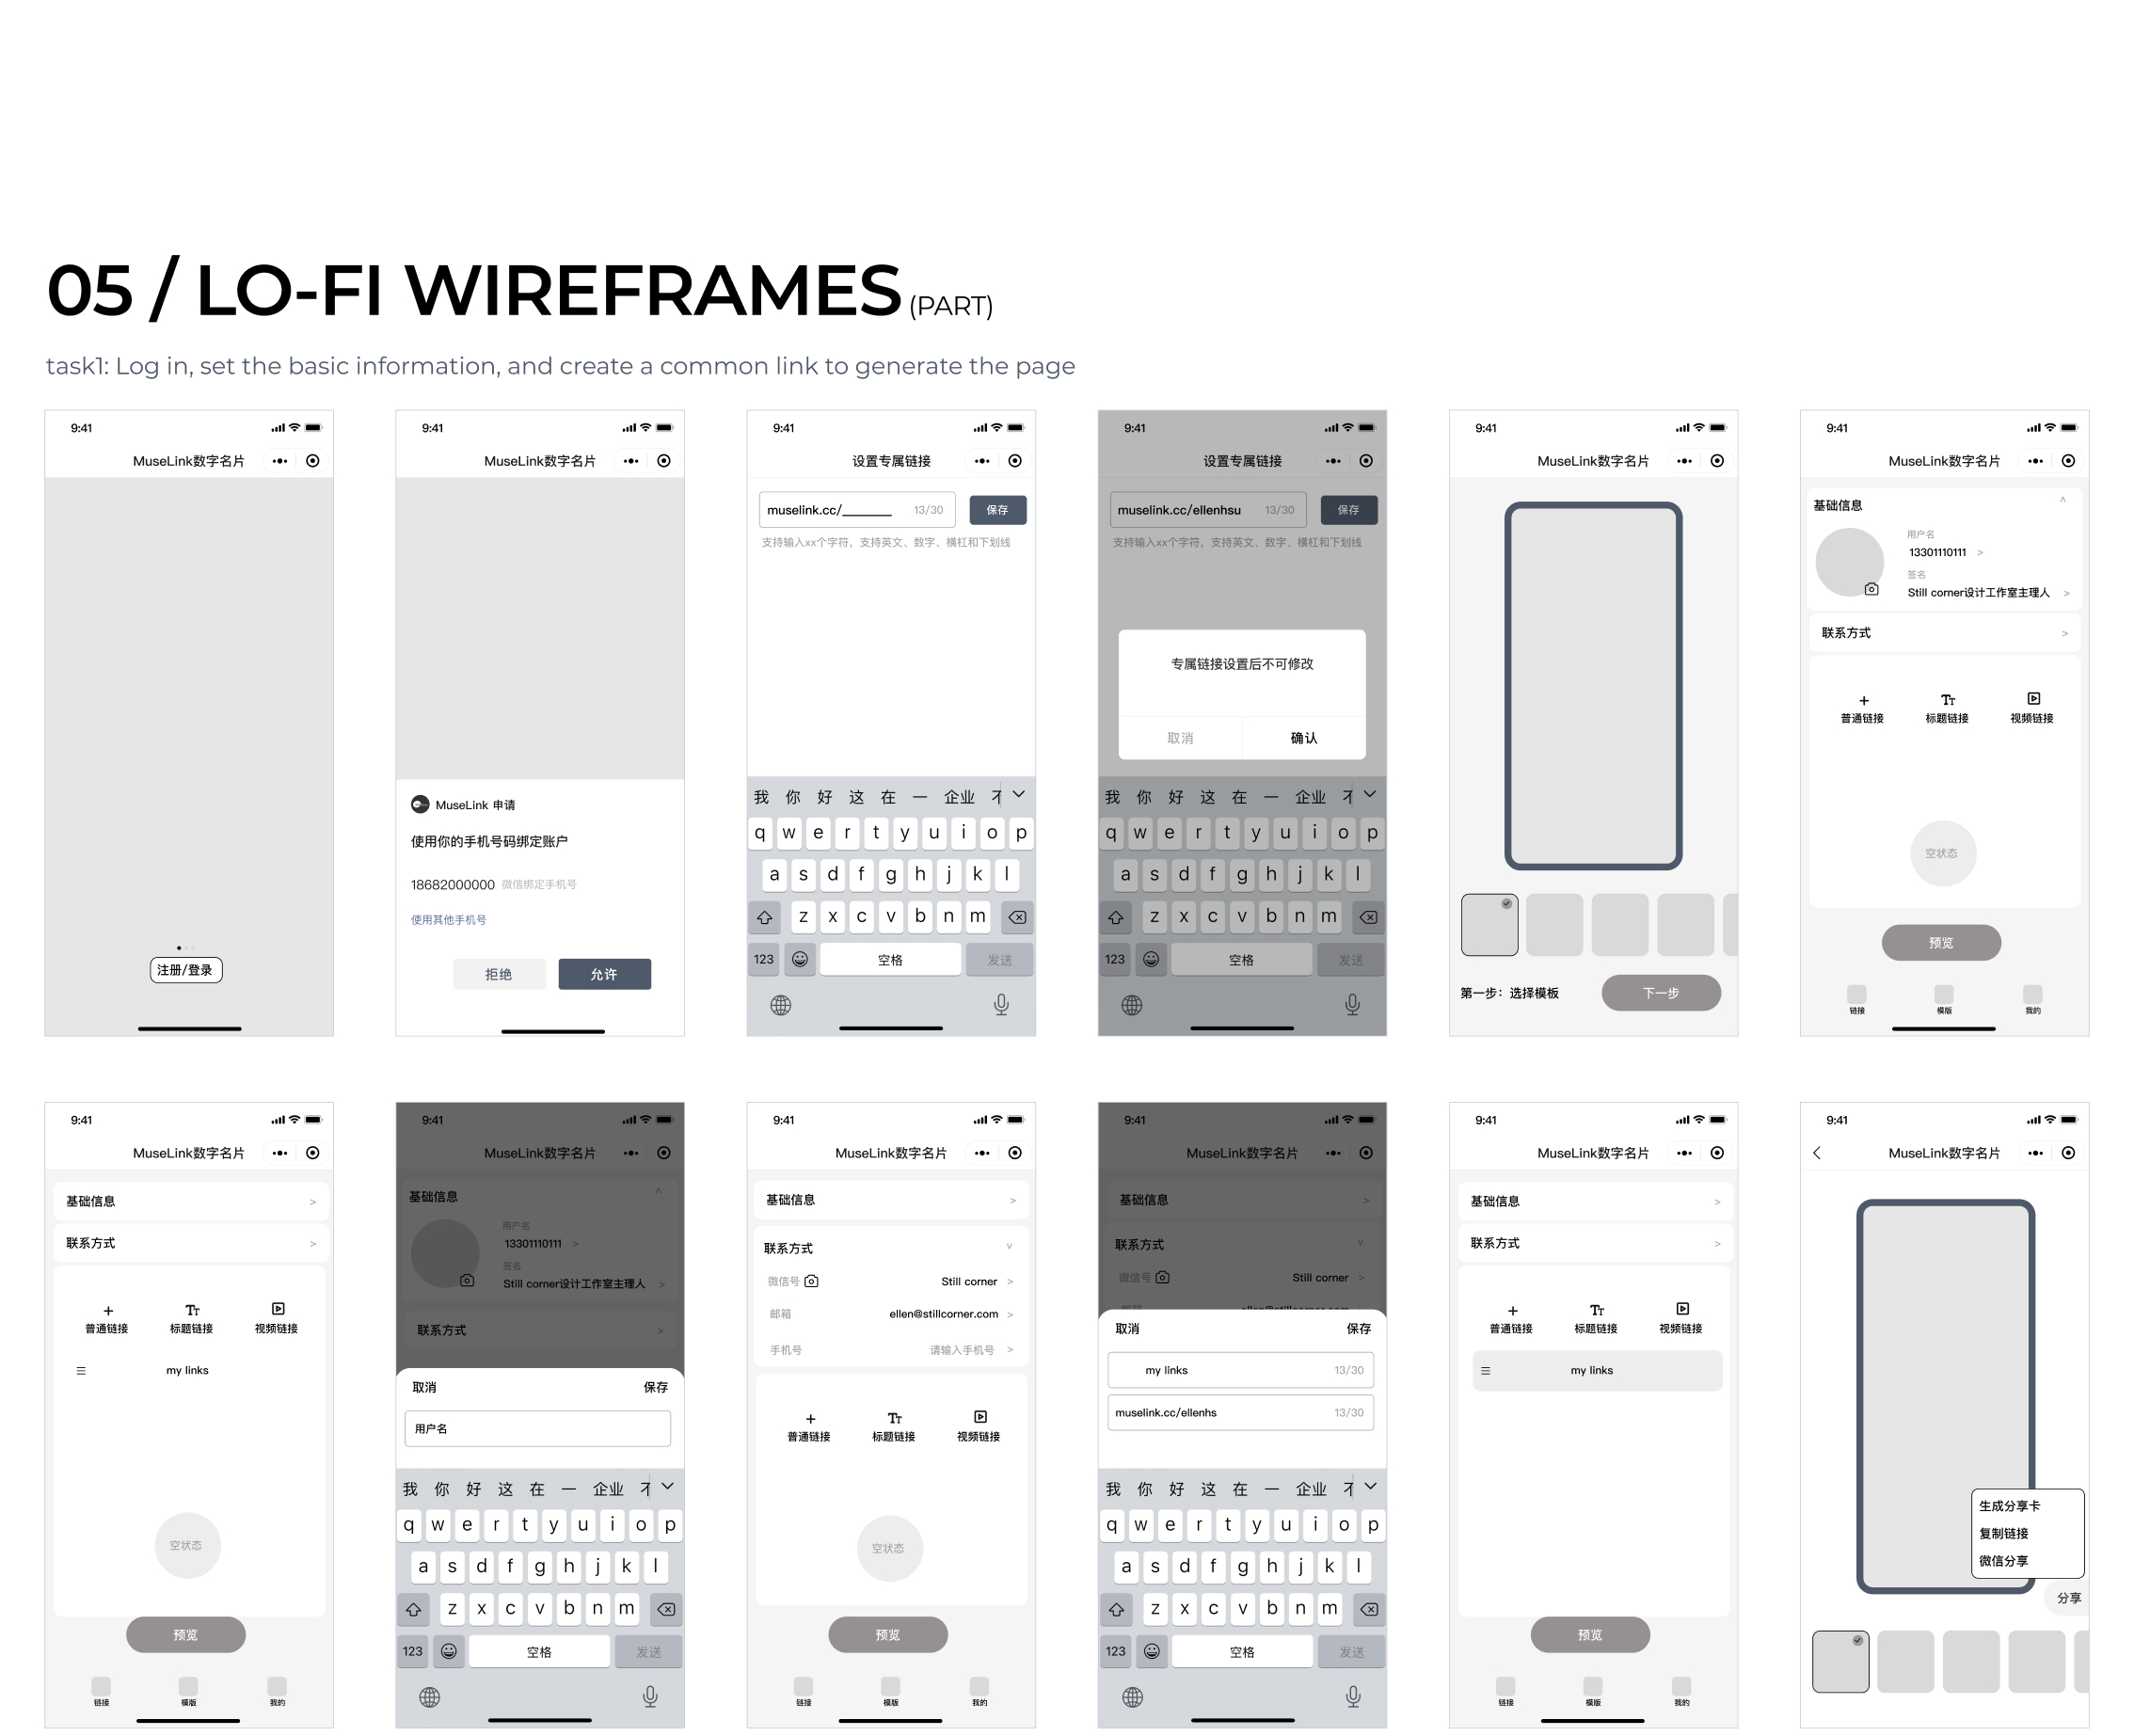 05 / LO-FI WIREFRAMES (PART)
task1: Log in, set the basic information, and create a common link to generate the page
9:41
MuseLink数字名片
注册/登录
9:41
MuseLink数字名片
MuseLink 申请
使用你的手机号码绑定账户
18682000000 微信绑定手机号
使用其他手机号
拒绝 允许
9:41
设置专属链接
muselink.cc/_______ 13/30 保存
支持输入xx个字符，支持英文、数字、横杠和下划线
我 你 好 这 在 一 企业 不
q w e r t y u i o p
a s d f g h j k l
z x c v b n m
123 空格 发送
9:41
设置专属链接
muselink.cc/ellenhsu 13/30 保存
支持输入xx个字符，支持英文、数字、横杠和下划线
专属链接设置后不可修改
取消 确认
我 你 好 这 在 一 企业 不
q w e r t y u i o p
a s d f g h j k l
z x c v b n m
123 空格 发送
9:41
MuseLink数字名片
第一步：选择模板 下一步
9:41
MuseLink数字名片
基础信息 ^
用户名
13301110111 >
签名
Still corner设计工作室主理人 >
联系方式 >
普通链接 标题链接 视频链接
空状态
预览
链接 模版 我的
9:41
MuseLink数字名片
基础信息 >
联系方式 >
普通链接 标题链接 视频链接
my links
空状态
预览
链接 模版 我的
9:41
MuseLink数字名片
基础信息 ^
用户名
13301110111 >
签名
Still corner设计工作室主理人 >
联系方式 >
取消 保存
用户名
我 你 好 这 在 一 企业 不
q w e r t y u i o p
a s d f g h j k l
z x c v b n m
123 空格 发送
9:41
MuseLink数字名片
基础信息 >
联系方式 v
微信号 Still corner >
邮箱 ellen@stillcorner.com >
手机号 请输入手机号 >
普通链接 标题链接 视频链接
空状态
预览
链接 模版 我的
9:41
MuseLink数字名片
基础信息 >
联系方式 v
微信号 Still corner >
邮箱 ellen@stillcorner.com >
取消 保存
my links 13/30
muselink.cc/ellenhs 13/30
我 你 好 这 在 一 企业 不
q w e r t y u i o p
a s d f g h j k l
z x c v b n m
123 空格 发送
9:41
MuseLink数字名片
基础信息 >
联系方式 >
普通链接 标题链接 视频链接
my links
预览
链接 模版 我的
9:41
MuseLink数字名片
生成分享卡
复制链接
微信分享
分享